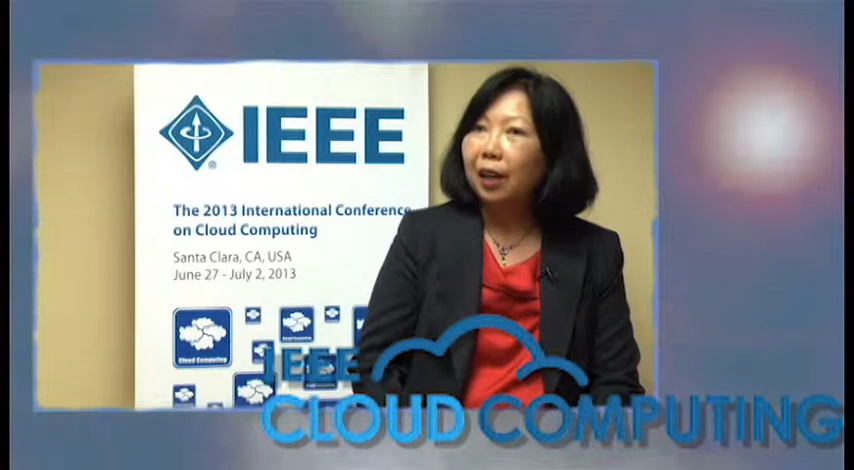 IEEE
®
The 2013 International Conference
on Cloud Computing
Santa Clara, CA, USA
June 27 - July 2, 2013
Cloud Computing
IEEE
CLOUD COMPUTING